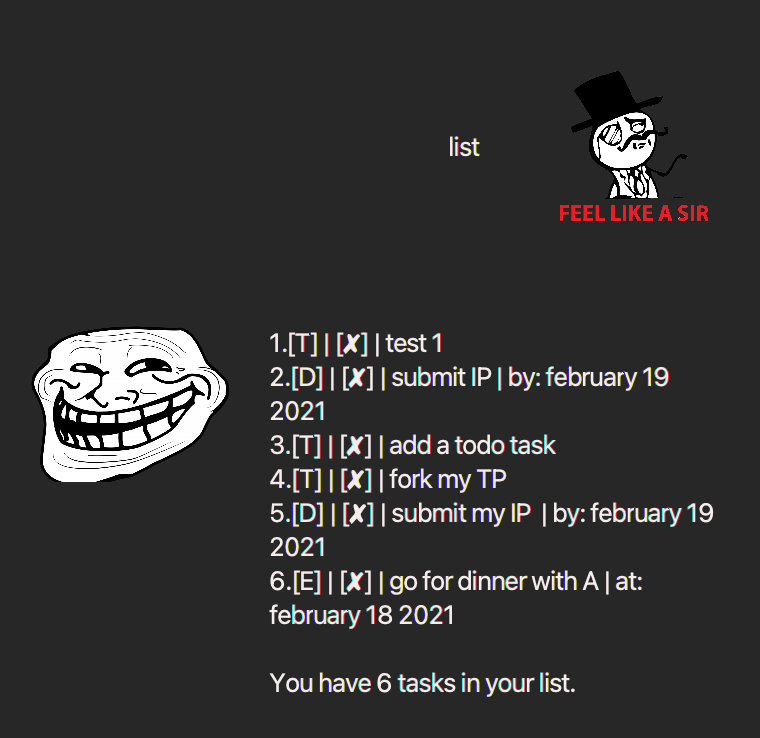 list
FEEL LIKE A SIR
1.[T] | [✘] | test 1
2.[D] | [✘] | submit IP | by: february 19
2021
3.[T] | [✘] | add a todo task
4.[T] | [✘] | fork my TP
5.[D] | [✘] | submit my IP  | by: february 19
2021
6.[E] | [✘] | go for dinner with A | at:
february 18 2021
You have 6 tasks in your list.